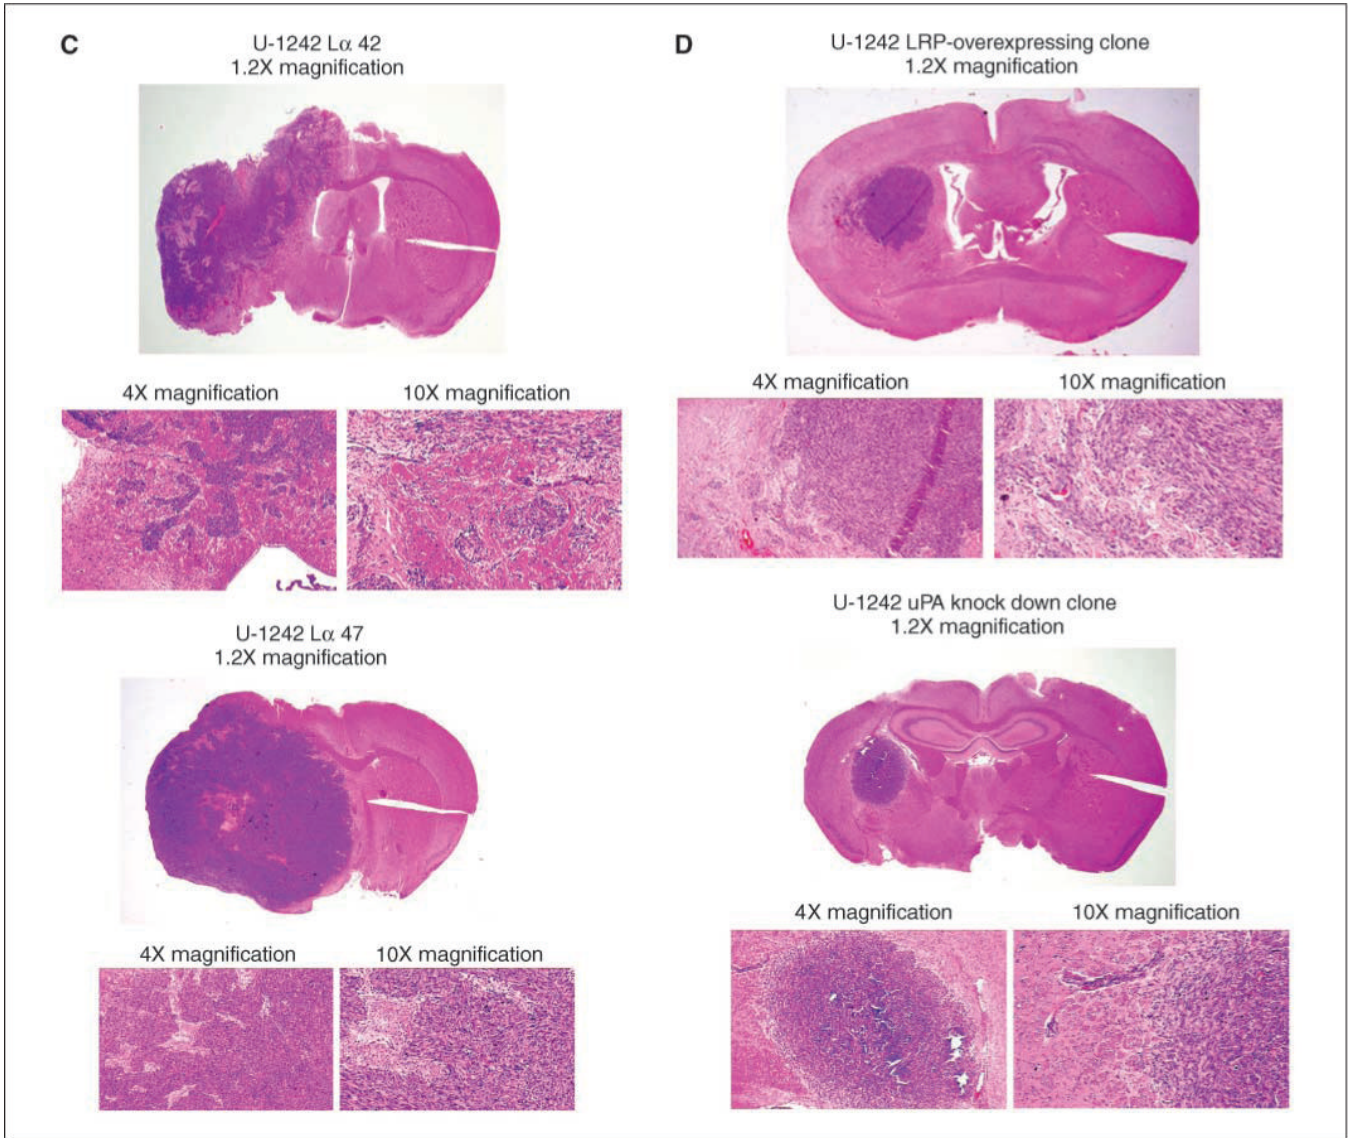 C
U-1242 Lα 42
1.2X magnification
4X magnification
10X magnification
U-1242 Lα 47
1.2X magnification
4X magnification
10X magnification
D
U-1242 LRP-overexpressing clone
1.2X magnification
4X magnification
10X magnification
U-1242 uPA knock down clone
1.2X magnification
4X magnification
10X magnification